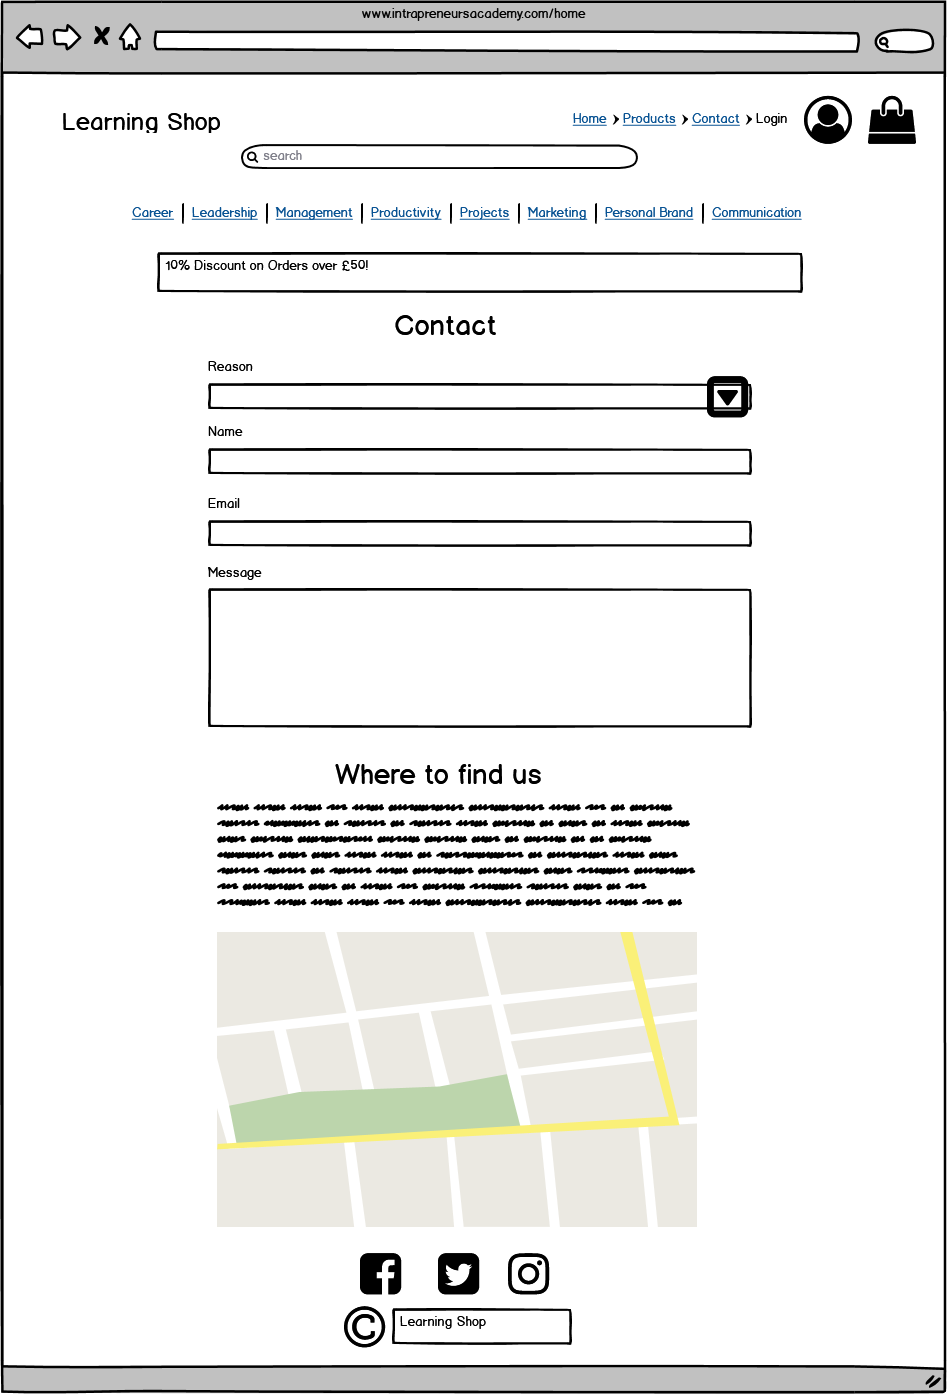 www.intrapreneursacademy.com/home
Learning Shop
Home Products Contact Login
search
Career Leadership Management Productivity Projects Marketing Personal Brand Communication
10% Discount on Orders over £50!
Contact
Reason
Name
Email
Message
Where to find us
© Learning Shop